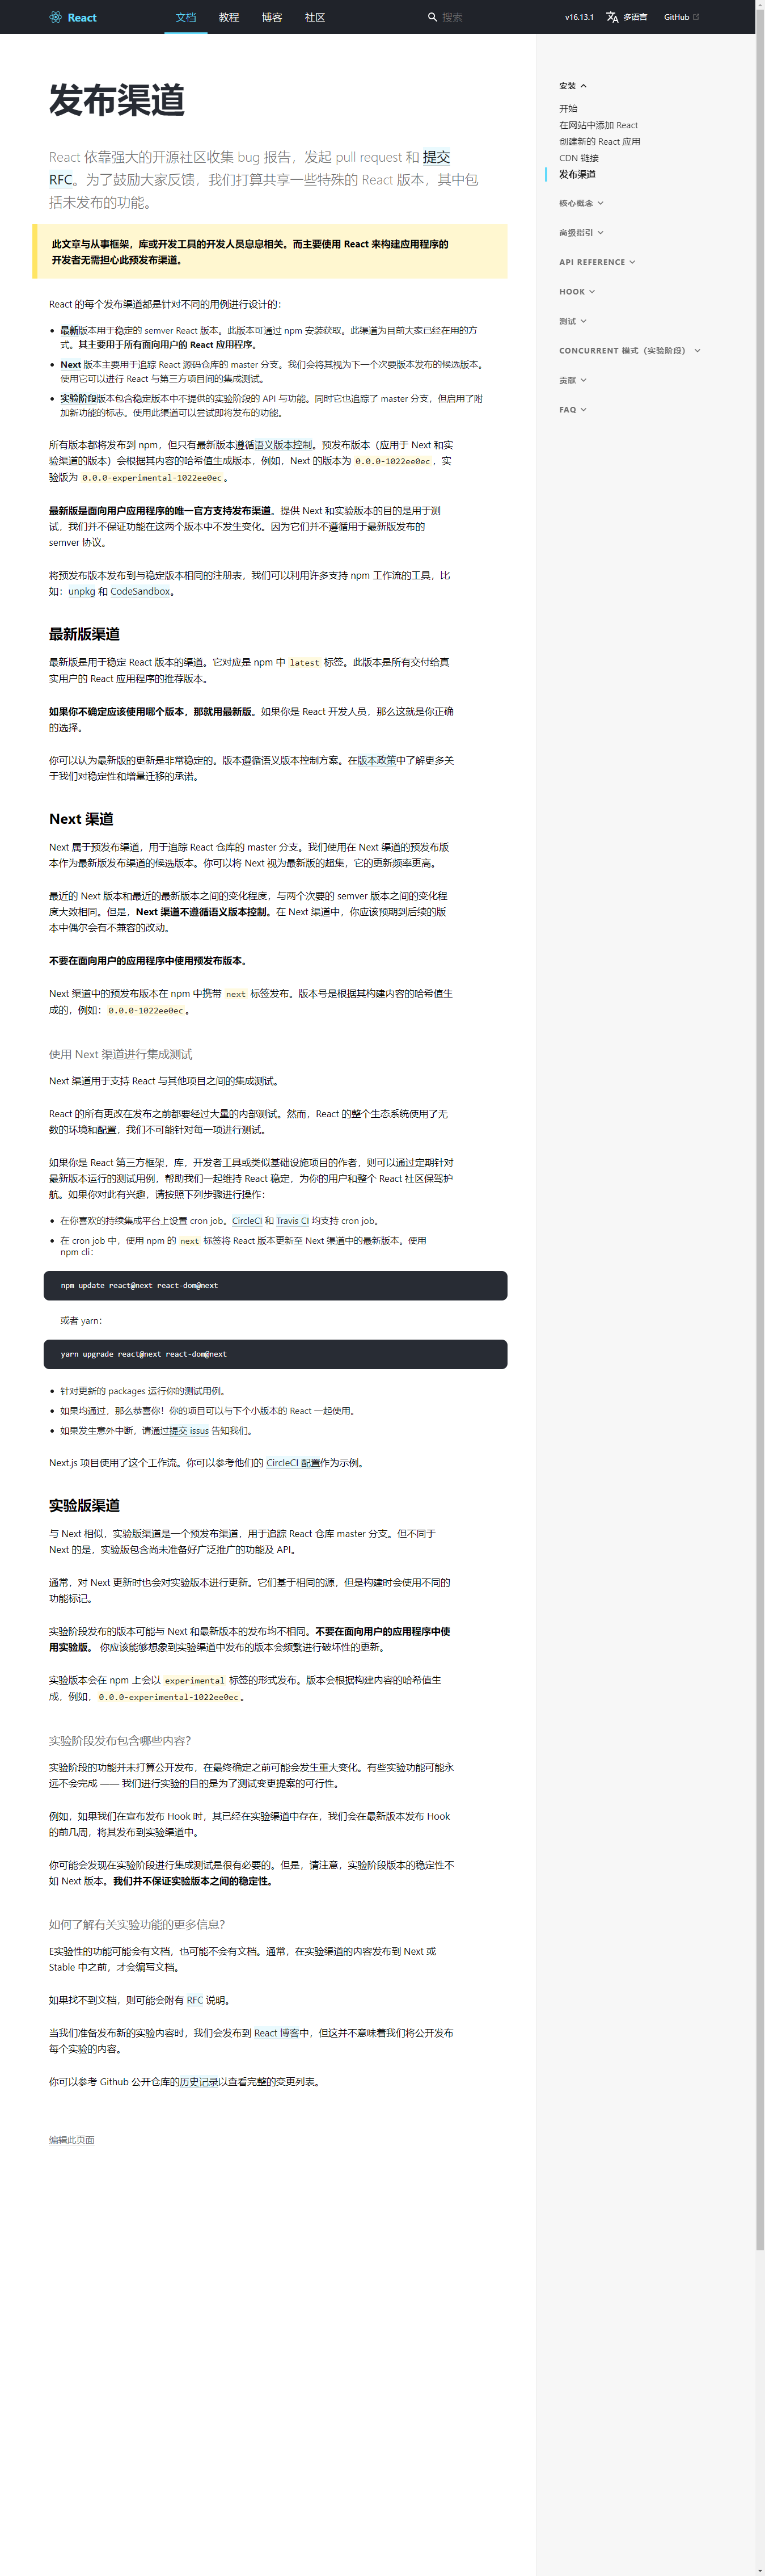 React
文档
教程
博客
社区
搜索
v16.13.1
多语言
GitHub
发布渠道
React 依靠强大的开源社区收集 bug 报告，发起 pull request 和 提交
RFC。为了鼓励大家反馈，我们打算共享一些特殊的 React 版本，其中包
括未发布的功能。
此文章与从事框架，库或开发工具的开发人员息息相关。而主要使用 React 来构建应用程序的
开发者无需担心此预发布渠道。
React 的每个发布渠道都是针对不同的用例进行设计的：
• 最新版本用于稳定的 semver React 版本。此版本可通过 npm 安装获取。此渠道为目前大家已经在用的方
式。其主要用于所有面向用户的 React 应用程序。
• Next 版本主要用于追踪 React 源码仓库的 master 分支。我们会将其视为下一个次要版本发布的候选版本。
使用它可以进行 React 与第三方项目间的集成测试。
• 实验阶段版本包含稳定版本中不提供的实验阶段的 API 与功能。同时它也追踪了 master 分支，但启用了附
加新功能的标志。使用此渠道可以尝试即将发布的功能。
所有版本都将发布到 npm，但只有最新版本遵循语义版本控制。预发布版本（应用于 Next 和实
验渠道的版本）会根据其内容的哈希值生成版本，例如，Next 的版本为 0.0.0-1022ee0ec，实
验版为 0.0.0-experimental-1022ee0ec。
最新版是面向用户应用程序的唯一官方支持发布渠道。提供 Next 和实验版本的目的是用于测
试，我们并不保证功能在这两个版本中不发生变化。因为它们并不遵循用于最新版发布的
semver 协议。
将预发布版本发布到与稳定版本相同的注册表，我们可以利用许多支持 npm 工作流的工具，比
如：unpkg 和 CodeSandbox。
最新版渠道
最新版是用于稳定 React 版本的渠道。它对应是 npm 中 latest 标签。此版本是所有交付给真
实用户的 React 应用程序的推荐版本。
如果你不确定应该使用哪个版本，那就用最新版。如果你是 React 开发人员，那么这就是你正确
的选择。
你可以认为最新版的更新是非常稳定的。版本遵循语义版本控制方案。在版本政策中了解更多关
于我们对稳定性和增量迁移的承诺。
Next 渠道
Next 属于预发布渠道，用于追踪 React 仓库的 master 分支。我们使用在 Next 渠道的预发布版
本作为最新版发布渠道的候选版本。你可以将 Next 视为最新版的超集，它的更新频率更高。
最近的 Next 版本和最近的最新版本之间的变化程度，与两个次要的 semver 版本之间的变化程
度大致相同。但是，Next 渠道不遵循语义版本控制。在 Next 渠道中，你应该预期到后续的版
本中偶尔会有不兼容的改动。
不要在面向用户的应用程序中使用预发布版本。
Next 渠道中的预发布版本在 npm 中携带 next 标签发布。版本号是根据其构建内容的哈希值生
成的，例如：0.0.0-1022ee0ec。
使用 Next 渠道进行集成测试
Next 渠道用于支持 React 与其他项目之间的集成测试。
React 的所有更改在发布之前都要经过大量的内部测试。然而，React 的整个生态系统使用了无
数的环境和配置，我们不可能针对每一项进行测试。
如果你是 React 第三方框架，库，开发者工具或类似基础设施项目的作者，则可以通过定期针对
最新版本运行的测试用例，帮助我们一起维持 React 稳定，为你的用户和整个 React 社区保驾护
航。如果你对此有兴趣，请按照下列步骤进行操作：
• 在你喜欢的持续集成平台上设置 cron job。CircleCI 和 Travis CI 均支持 cron job。
• 在 cron job 中，使用 npm 的 next 标签将 React 版本更新至 Next 渠道中的最新版本。使用
npm cli：
npm update react@next react-dom@next
或者 yarn：
yarn upgrade react@next react-dom@next
• 针对更新的 packages 运行你的测试用例。
• 如果均通过，那么恭喜你！你的项目可以与下个小版本的 React 一起使用。
• 如果发生意外中断，请通过提交 issus 告知我们。
Next.js 项目使用了这个工作流。你可以参考他们的 CircleCI 配置作为示例。
实验版渠道
与 Next 相似，实验版渠道是一个预发布渠道，用于追踪 React 仓库 master 分支。但不同于
Next 的是，实验版包含尚未准备好广泛推广的功能及 API。
通常，对 Next 更新时也会对实验版本进行更新。它们基于相同的源，但是构建时会使用不同的
功能标记。
实验阶段发布的版本可能与 Next 和最新版本的发布均不相同。不要在面向用户的应用程序中使
用实验版。 你应该能够想象到实验渠道中发布的版本会频繁进行破坏性的更新。
实验版本会在 npm 上会以 experimental 标签的形式发布。版本会根据构建内容的哈希值生
成，例如，0.0.0-experimental-1022ee0ec。
实验阶段发布包含哪些内容？
实验阶段的功能并未打算公开发布，在最终确定之前可能会发生重大变化。有些实验功能可能永
远不会完成 —— 我们进行实验的目的是为了测试变更提案的可行性。
例如，如果我们在宣布发布 Hook 时，其已经在实验渠道中存在，我们会在最新版本发布 Hook
的前几周，将其发布到实验渠道中。
你可能会发现在实验阶段进行集成测试是很有必要的。但是，请注意，实验阶段版本的稳定性不
如 Next 版本。我们并不保证实验版本之间的稳定性。
如何了解有关实验功能的更多信息？
E实验性的功能可能会有文档，也可能不会有文档。通常，在实验渠道的内容发布到 Next 或
Stable 中之前，才会编写文档。
如果找不到文档，则可能会附有 RFC 说明。
当我们准备发布新的实验内容时，我们会发布到 React 博客中，但这并不意味着我们将公开发布
每个实验的内容。
你可以参考 Github 公开仓库的历史记录以查看完整的变更列表。
编辑此页面
安装
开始
在网站中添加 React
创建新的 React 应用
CDN 链接
发布渠道
核心概念
高级指引
API REFERENCE
HOOK
测试
CONCURRENT 模式（实验阶段）
贡献
FAQ